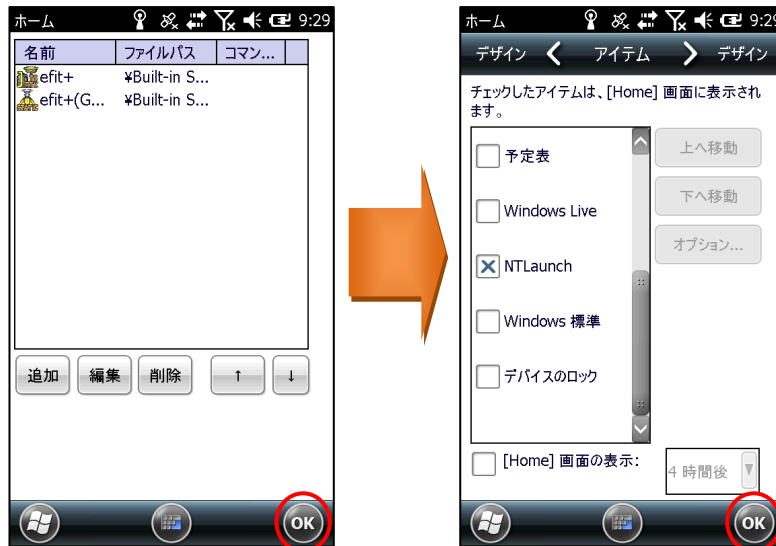 ホーム 9:29
名前 ファイルパス コマン...
efit+ ¥Built-in S...
efit+(G... ¥Built-in S...
追加 編集 削除 ↑ ↓
OK
ホーム 9:29
デザイン アイテム デザイン
チェックしたアイテムは、[Home] 画面に表示され
ます。
予定表
Windows Live
NTLaunch
Windows 標準
デバイスのロック
上へ移動
下へ移動
オプション...
[Home] 画面の表示: 4 時間後
OK